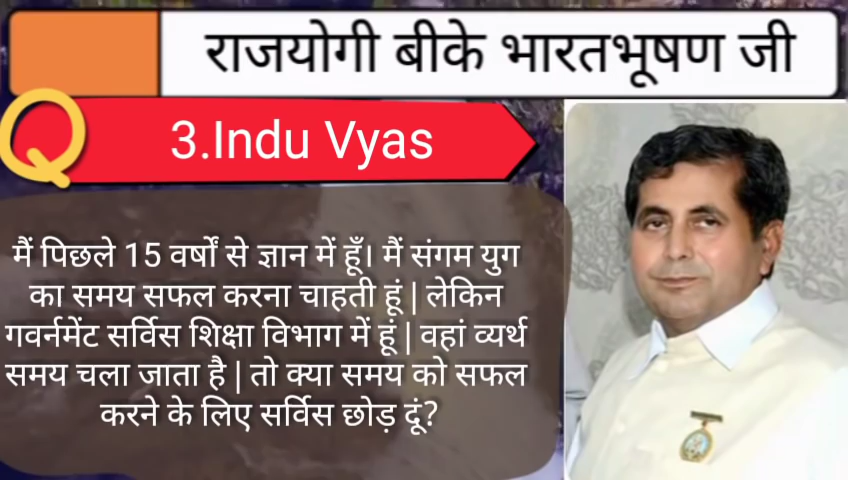 राजयोगी बीके भारतभूषण जी
Q
3.Indu Vyas
मैं पिछले 15 वर्षों से ज्ञान में हूँ। मैं संगम युग
का समय सफल करना चाहती हूं | लेकिन
गवर्नमेंट सर्विस शिक्षा विभाग में हूं | वहां व्यर्थ
समय चला जाता है | तो क्या समय को सफल
करने के लिए सर्विस छोड़ दूं?